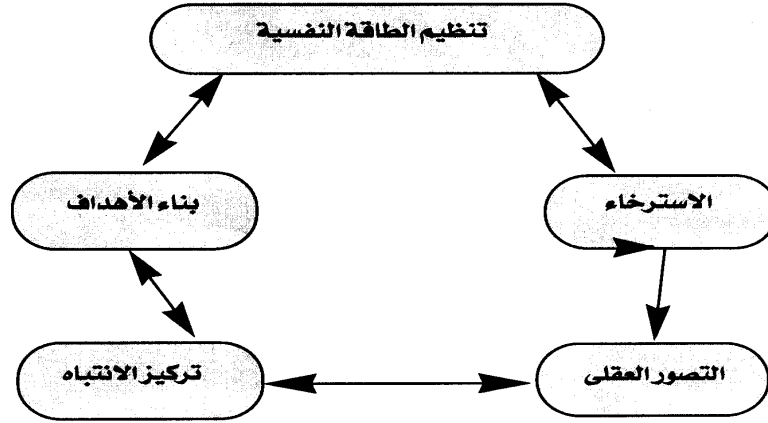 تنظيم الطاقة النفسية
الاسترخاء
بناء الأهداف
التصور العقلى
تركيز الانتباه